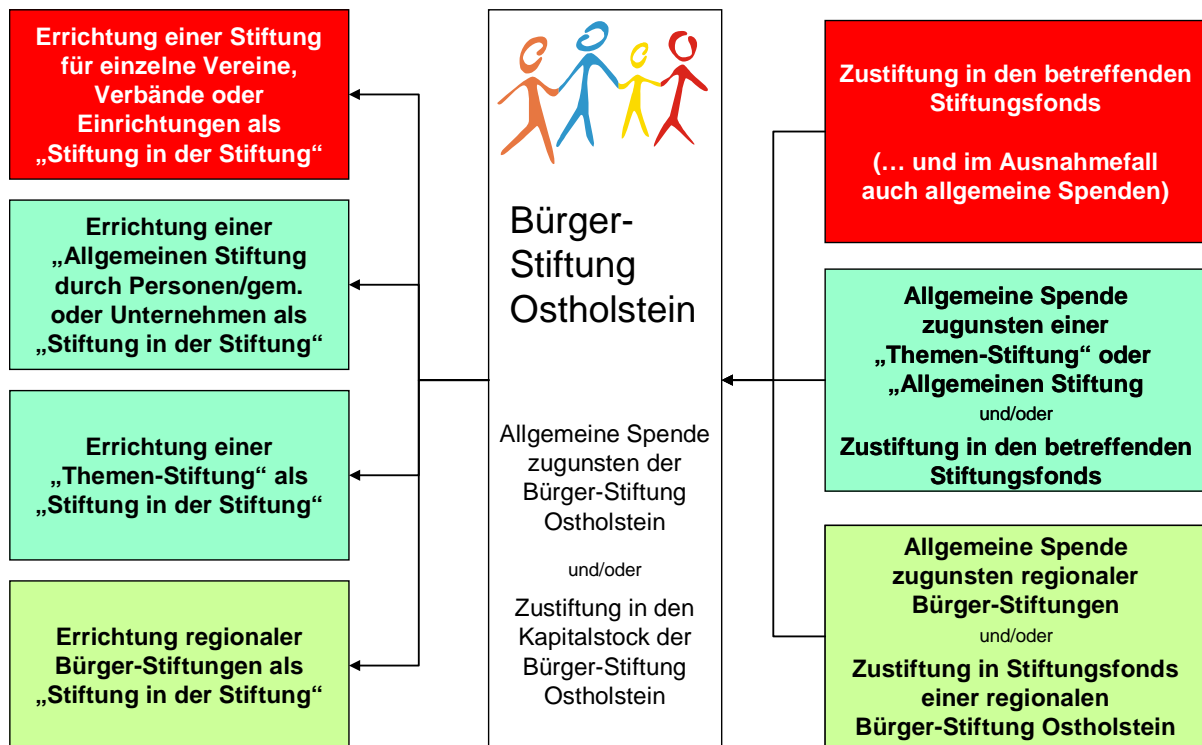 Errichtung einer Stiftung
für einzelne Vereine,
Verbände oder
Einrichtungen als
„Stiftung in der Stiftung“
Errichtung einer
„Allgemeinen Stiftung
durch Personen/gem.
oder Unternehmen als
„Stiftung in der Stiftung“
Errichtung einer
„Themen-Stiftung“ als
„Stiftung in der Stiftung“
Errichtung regionaler
Bürger-Stiftungen als
„Stiftung in der Stiftung“
Bürger-
Stiftung
Ostholstein
Allgemeine Spende
zugunsten der
Bürger-Stiftung
Ostholstein
und/oder
Zustiftung in den
Kapitalstock der
Bürger-Stiftung
Ostholstein
Zustiftung in den betreffenden
Stiftungsfonds
(… und im Ausnahmefall
auch allgemeine Spenden)
Allgemeine Spende
zugunsten einer
„Themen-Stiftung“ oder
„Allgemeinen Stiftung
und/oder
Zustiftung in den betreffenden
Stiftungsfonds
Allgemeine Spende
zugunsten regionaler
Bürger-Stiftungen
und/oder
Zustiftung in Stiftungsfonds
einer regionalen
Bürger-Stiftung Ostholstein